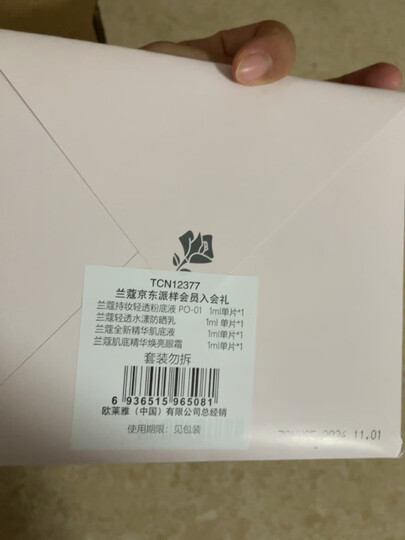 TCN12377
兰蔻京东派样会员入会礼
兰蔻持妆轻透粉底液 PO-01 1ml单片*1
兰蔻轻透水漾防晒乳 1ml 单片*1
兰蔻全新精华肌底液 1ml单片*1
兰蔻肌底精华焕亮眼霜 1ml单片*1
套装勿拆
6 936515 965081
欧莱雅（中国）有限公司总经销
使用期限：见包装
2026.11.01